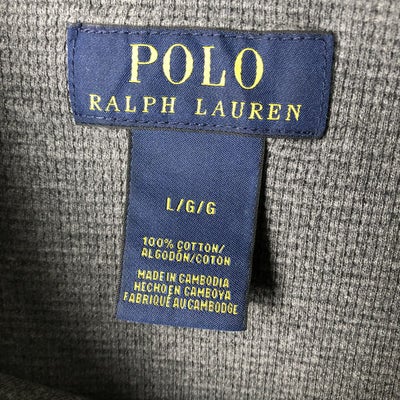 POLO
RALPH LAUREN
L/G/G
100% COTTON/
ALGODÓN/COTON
MADE IN CAMBODIA
HECHO EN CAMBOYA
FABRIQUÉ AU CAMBODGE